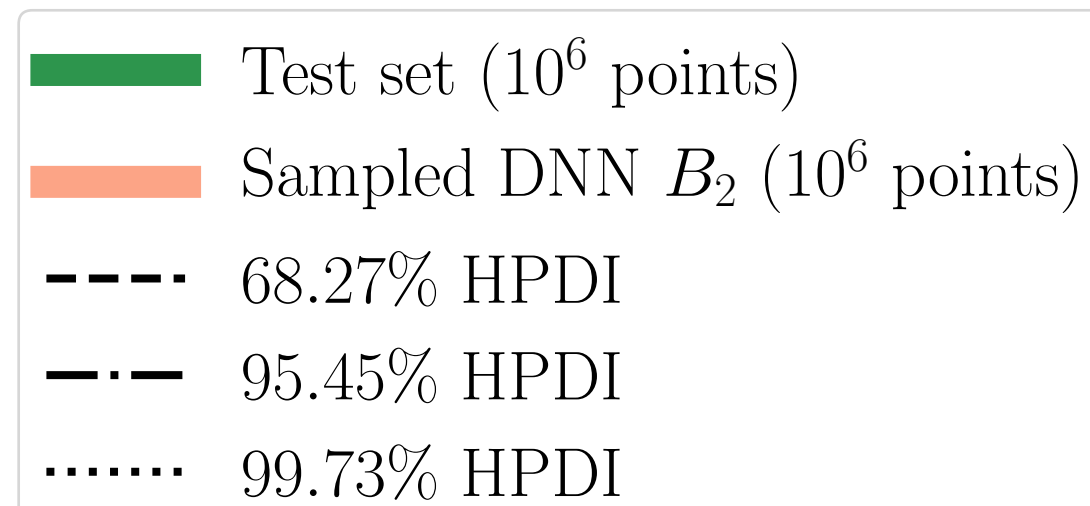 Test set (10⁶ points)
Sampled DNN B₂ (10⁶ points)
68.27% HPDI
95.45% HPDI
99.73% HPDI